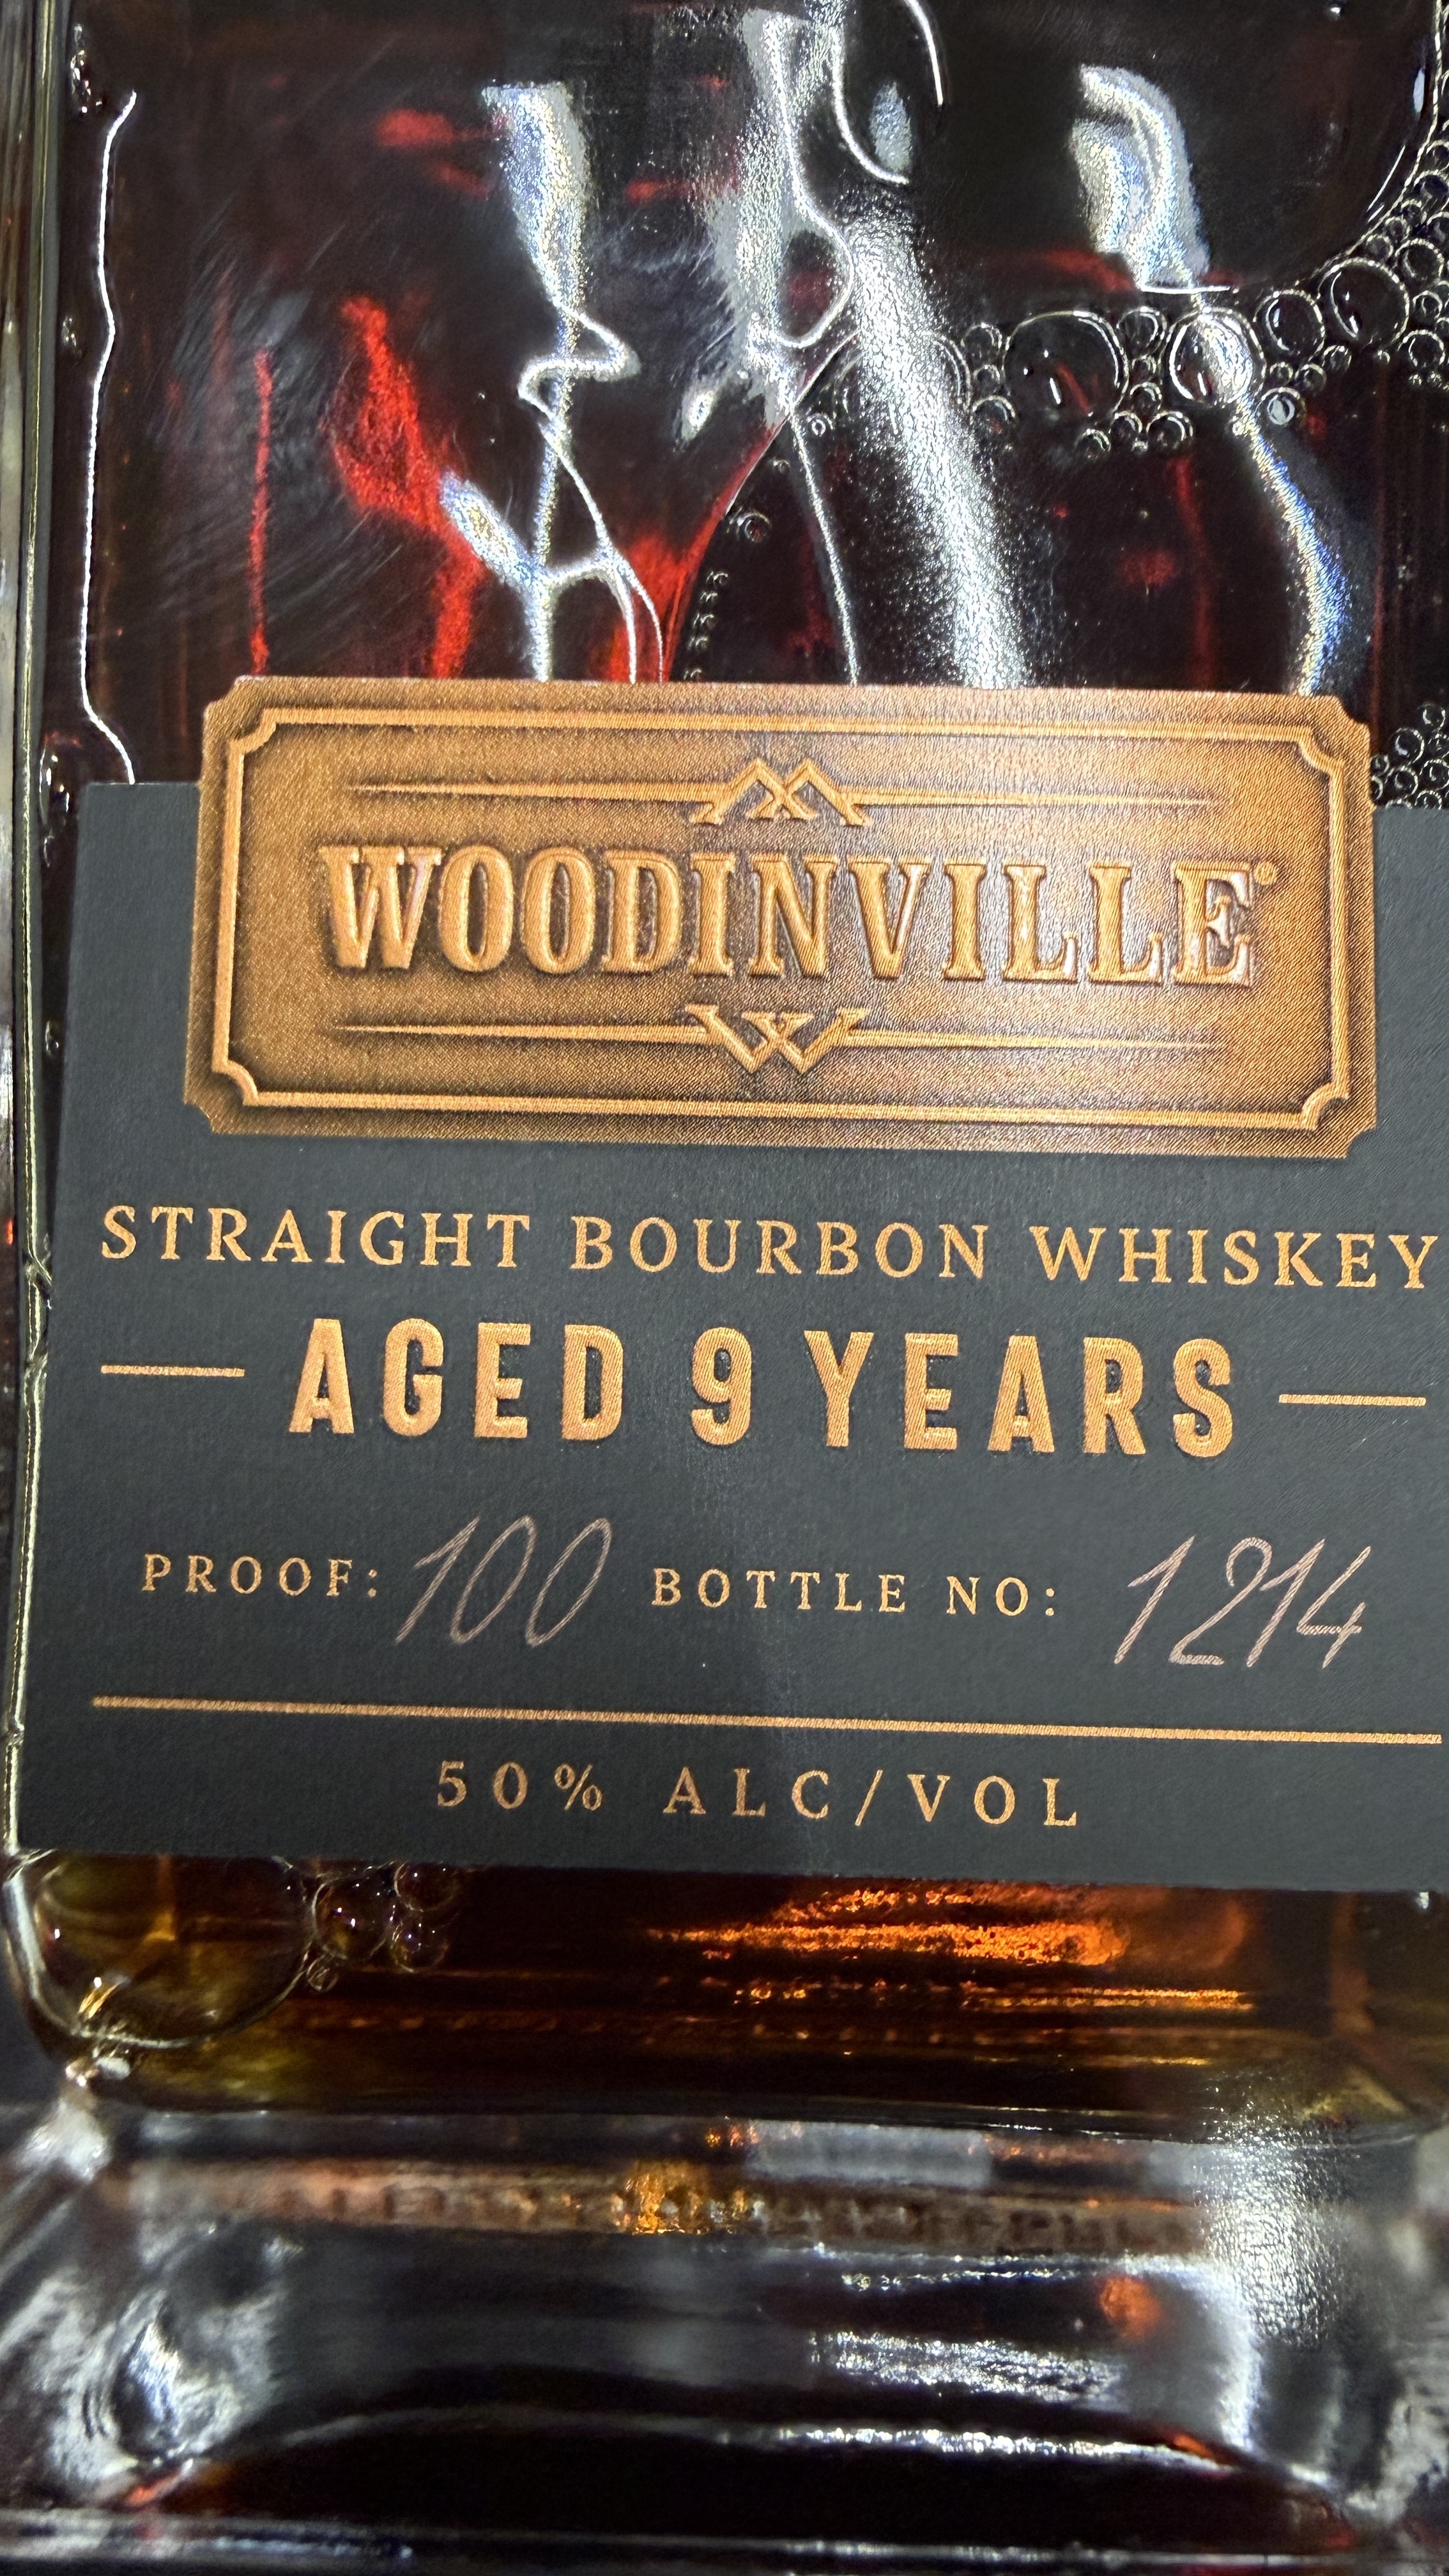 WOODINVILLE®
STRAIGHT BOURBON WHISKEY
AGED 9 YEARS
PROOF: 100 BOTTLE NO: 1214
50% ALC/VOL